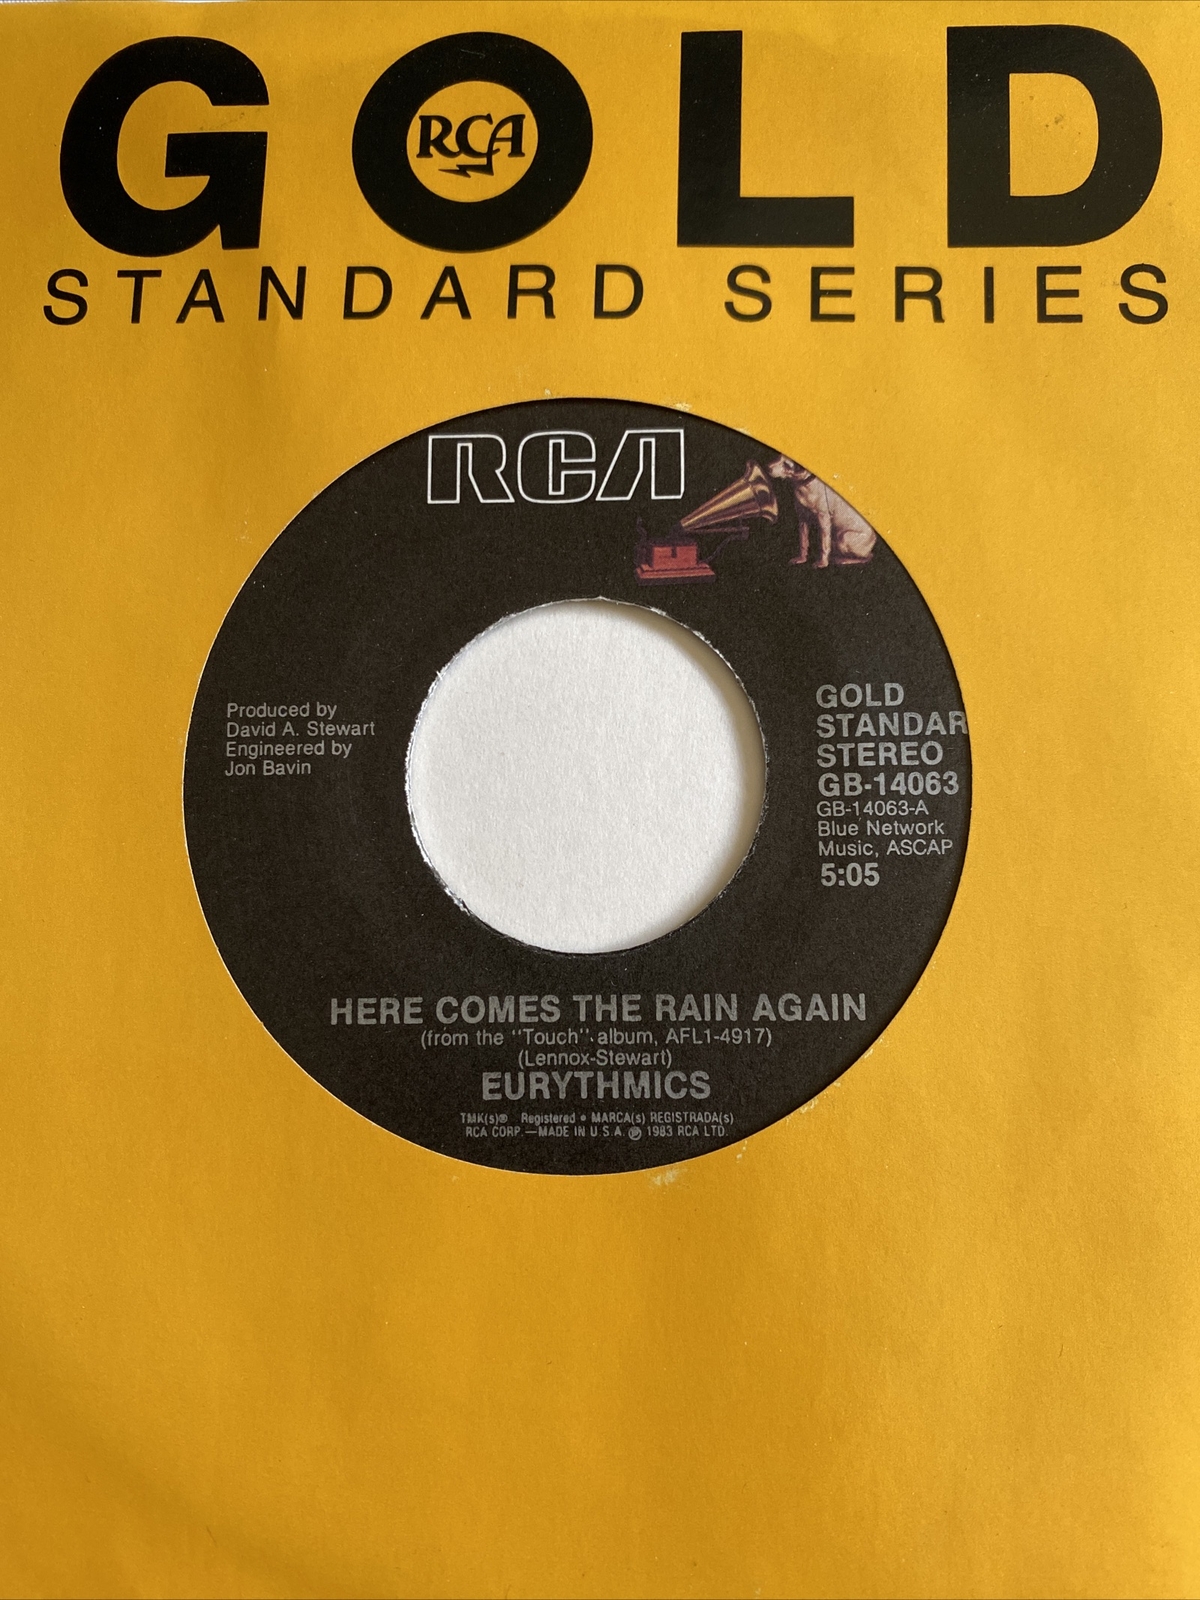 GOLD
RCA
STANDARD SERIES
RCA
Produced by
David A. Stewart
Engineered by
Jon Bavin
GOLD
STANDAR
STEREO
GB-14063
GB-14063-A
Blue Network
Music, ASCAP
5:05
HERE COMES THE RAIN AGAIN
(from the "Touch" album, AFL1-4917)
(Lennox-Stewart)
EURYTHMICS
TMK(s)® Registered • MARCA(s) REGISTRADA(s)
RCA CORP.—MADE IN U.S.A. ℗ 1983 RCA LTD.